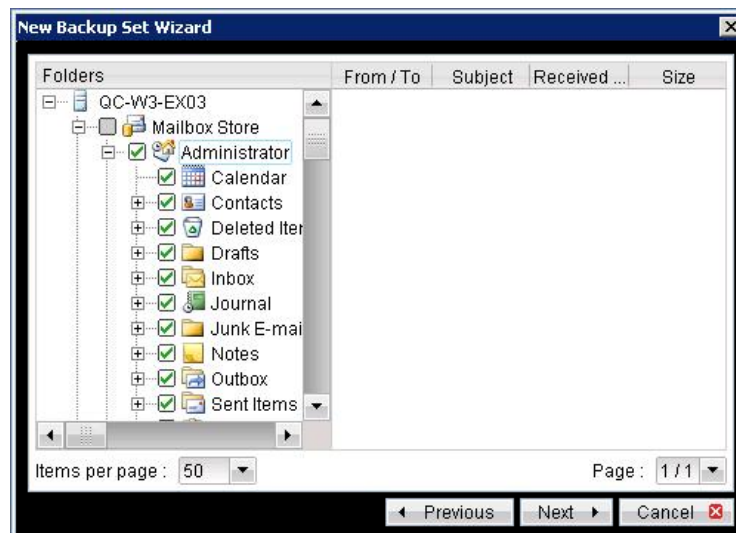 New Backup Set Wizard
Folders From / To Subject Received ... Size
QC-W3-EX03
Mailbox Store
Administrator
Calendar
Contacts
Deleted Iter
Drafts
Inbox
Journal
Junk E-mai
Notes
Outbox
Sent Items
Items per page : 50 Page : 1 / 1
Previous Next Cancel